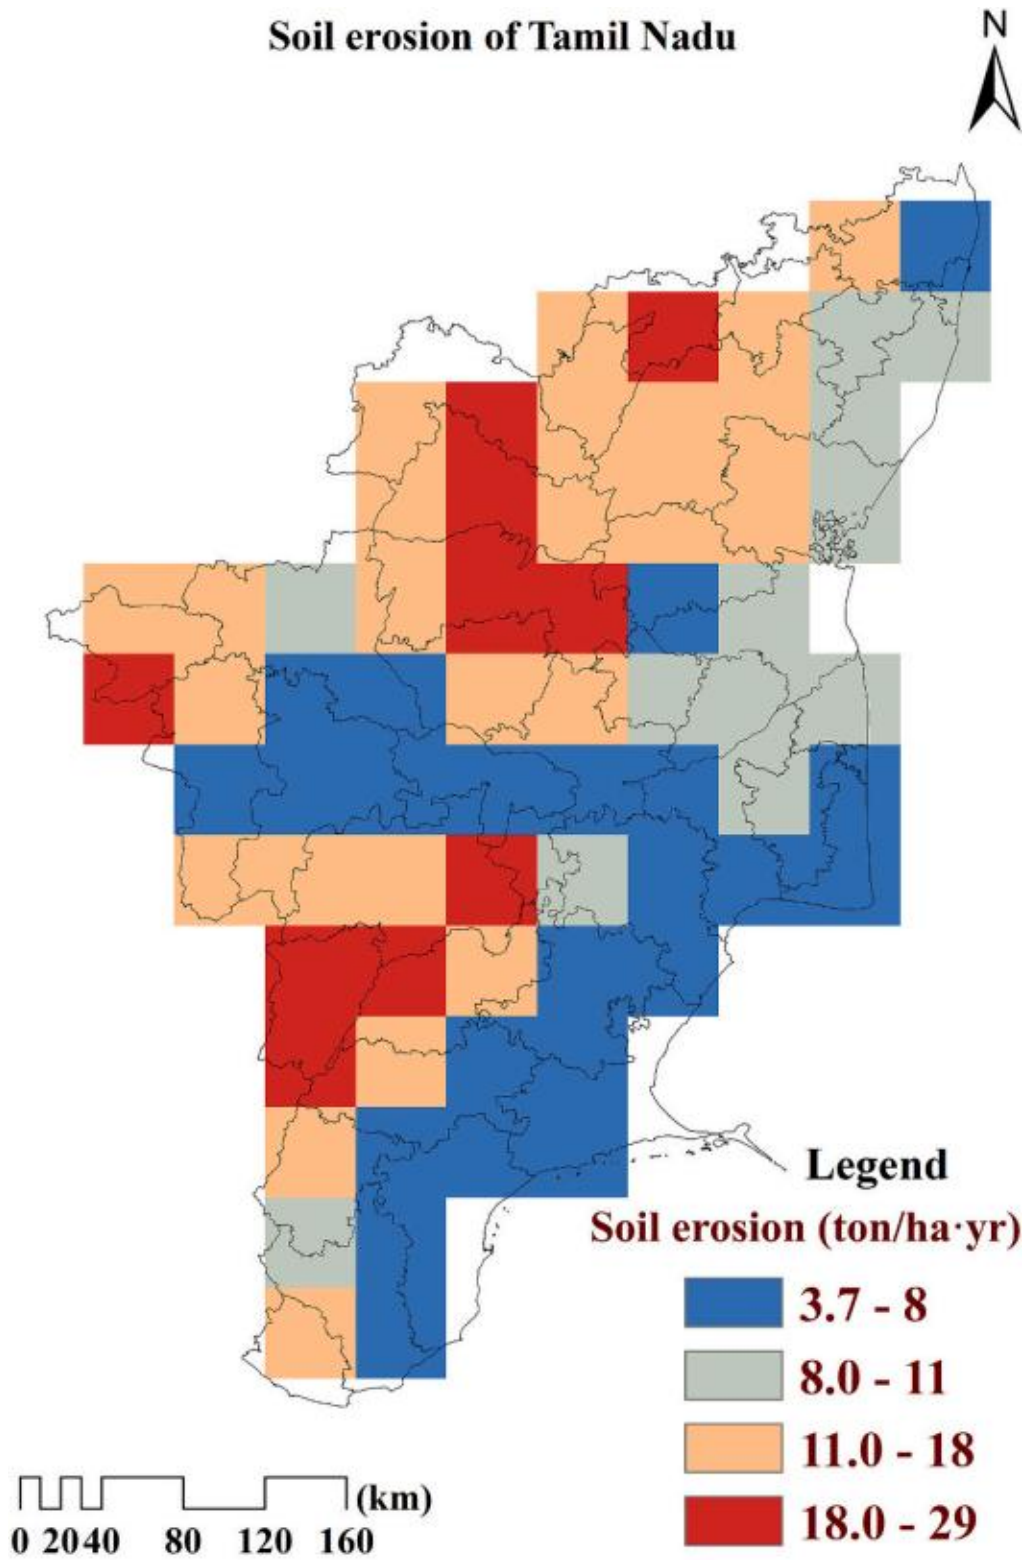 Soil erosion of Tamil Nadu
N
Legend
Soil erosion (ton/ha·yr)
3.7 - 8
8.0 - 11
11.0 - 18
18.0 - 29
(km)
0 20 40 80 120 160